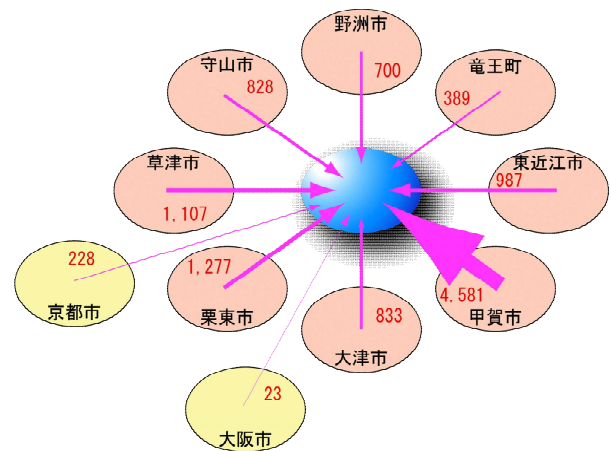 野洲市
700
守山市
828
竜王町
389
草津市
1,107
東近江市
987
228
京都市
1,277
栗東市
833
大津市
4,581
甲賀市
23
大阪市